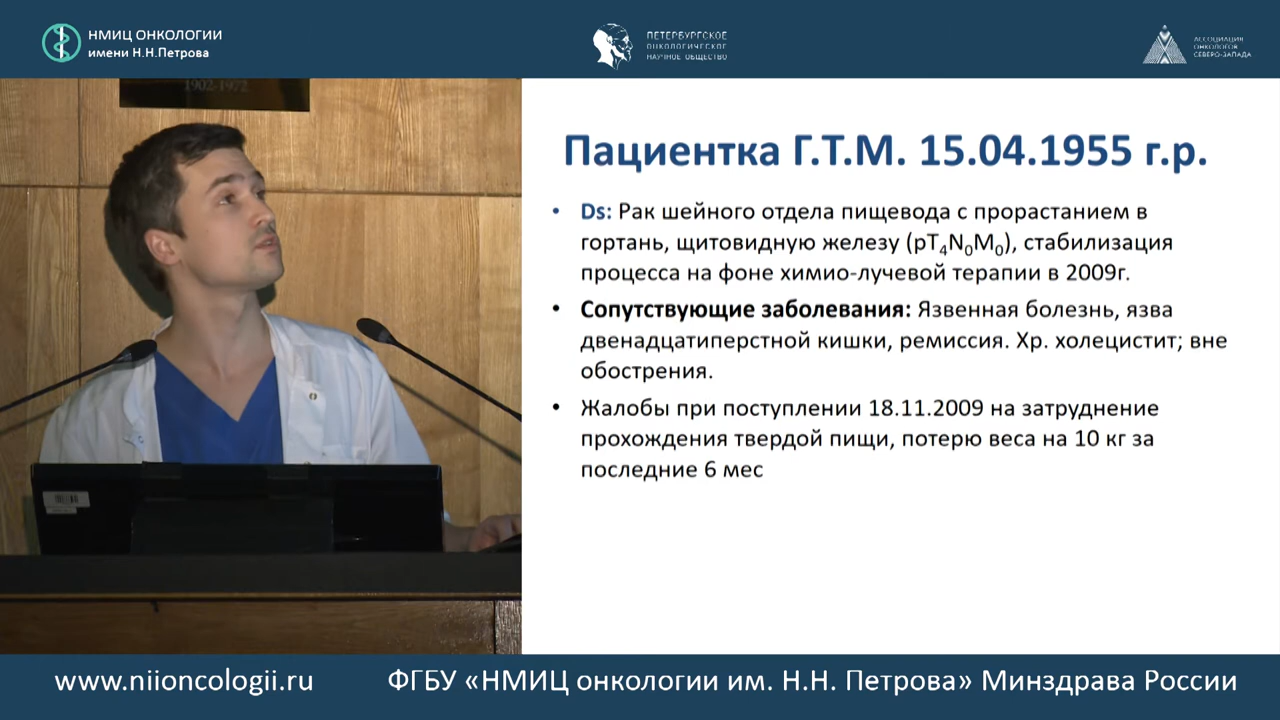 НМИЦ ОНКОЛОГИИ
имени Н.Н.Петрова
ПЕТЕРБУРГСКОЕ
ОНКОЛОГИЧЕСКОЕ
НАУЧНОЕ ОБЩЕСТВО
АССОЦИАЦИЯ
ОНКОЛОГОВ
СЕВЕРО-ЗАПАДА
1902-1972
Пациентка Г.Т.М. 15.04.1955 г.р.
• Ds: Рак шейного отдела пищевода с прорастанием в
гортань, щитовидную железу (pT4N0M0), стабилизация
процесса на фоне химио-лучевой терапии в 2009г.
• Сопутствующие заболевания: Язвенная болезнь, язва
двенадцатиперстной кишки, ремиссия. Хр. холецистит; вне
обострения.
• Жалобы при поступлении 18.11.2009 на затруднение
прохождения твердой пищи, потерю веса на 10 кг за
последние 6 мес
www.niioncologii.ru
ФГБУ «НМИЦ онкологии им. Н.Н. Петрова» Минздрава России